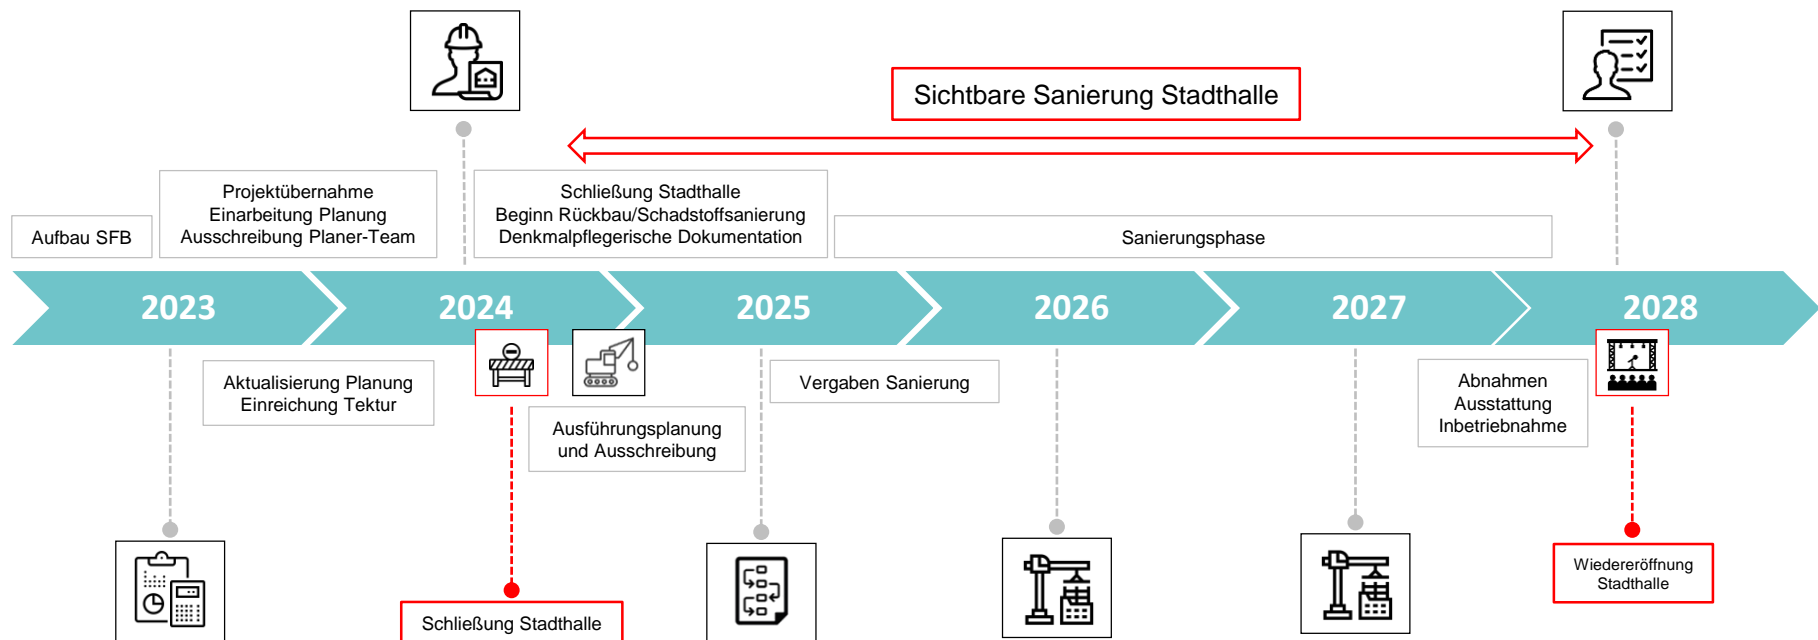 Sichtbare Sanierung Stadthalle
Aufbau SFB
Projektübernahme
Einarbeitung Planung
Ausschreibung Planer-Team
Schließung Stadthalle
Beginn Rückbau/Schadstoffsanierung
Denkmalpflegerische Dokumentation
Sanierungsphase
2023
2024
2025
2026
2027
2028
Aktualisierung Planung
Einreichung Tektur
Ausführungsplanung
und Ausschreibung
Vergaben Sanierung
Abnahmen
Ausstattung
Inbetriebnahme
Schließung Stadthalle
Wiedereröffnung
Stadthalle